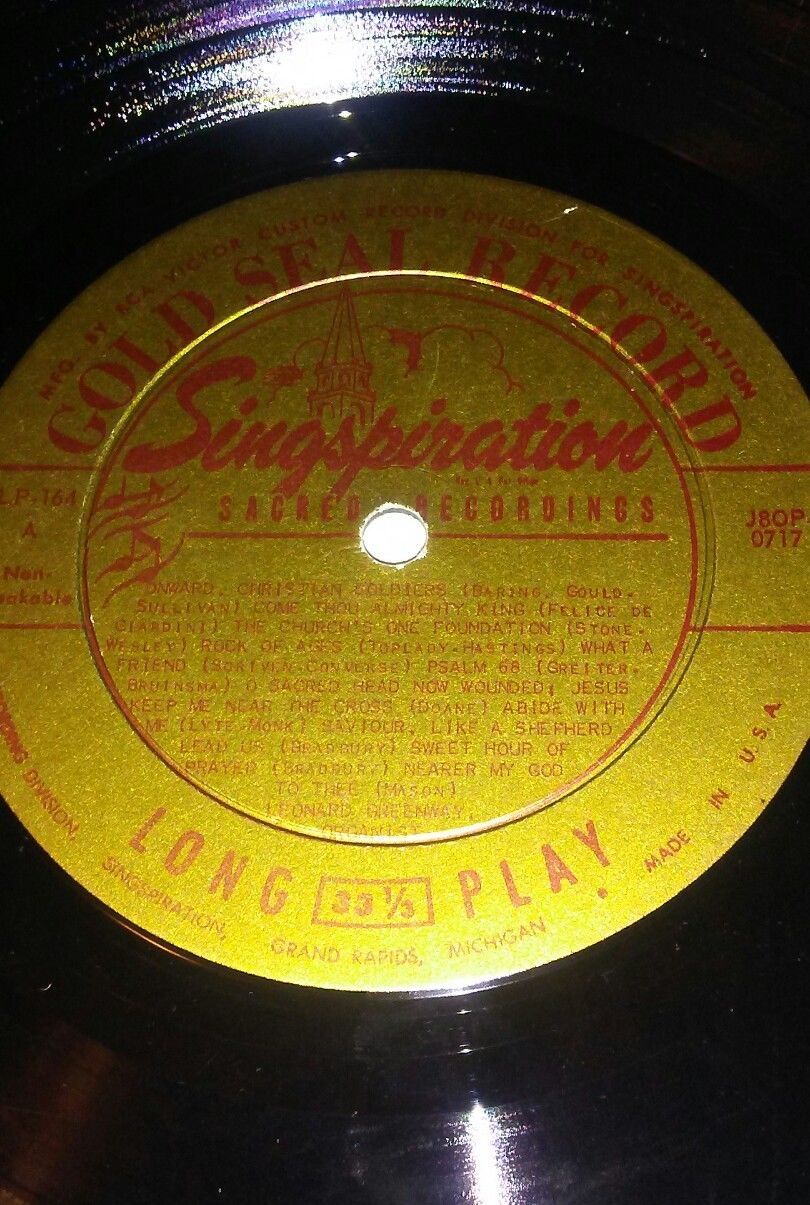 MFG. BY RCA VICTOR CUSTOM RECORD DIVISION FOR SINGSPIRATION
GOLD SEAL RECORD
Singspiration
SACRED RECORDINGS
LP-164
A
Non-
eakable
J8OP
0717
ONWARD, CHRISTIAN SOLDIERS (BARING, GOULD-
SULLIVAN) COME THOU ALMIGHTY KING (FELICE DE
GIARDINI) THE CHURCH'S ONE FOUNDATION (STONE-
WESLEY) ROCK OF AGES (TOPLADY-HASTINGS) WHAT A
FRIEND (SCRIVEN-CONVERSE) PSALM 68 (GREITER-
BRUINSMA) O SACRED HEAD NOW WOUNDED; JESUS
KEEP ME NEAR THE CROSS (DOANE) ABIDE WITH
ME (LYTE-MONK) SAVIOUR, LIKE A SHEPHERD
LEAD US (BRADBURY) SWEET HOUR OF
PRAYER (BRADBURY) NEARER MY GOD
TO THEE (MASON)
LEONARD GREENWAY,
ORGANIST
LONG 33 1/3 PLAY
DIVISION, SINGSPIRATION, GRAND RAPIDS, MICHIGAN MADE IN U.S.A.